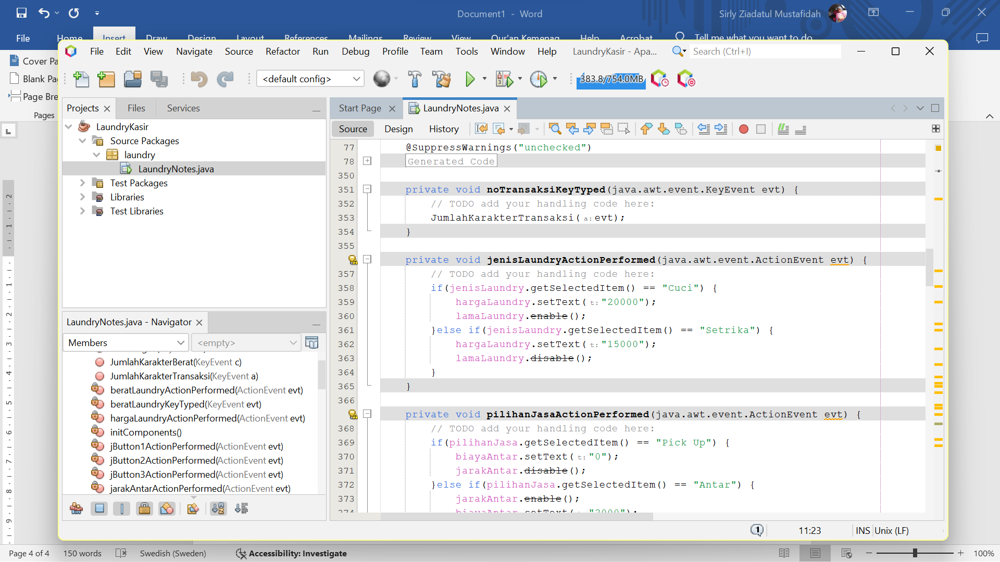 Document1 - Word
Sirly Ziadatul Mustafidah
File Home Insert Draw Design Layout References Mailings Review View Qur'an Kemenag Help Acrobat Tell me what you want to do
Cover Pa
Blank Pa
Page Bre
Pages
File Edit View Navigate Source Refactor Run Debug Profile Team Tools Window Help LaundryKasir - Apa... Search (Ctrl+I)
<default config>
383.8/754.0MB
Projects Files Services
LaundryKasir
Source Packages
laundry
LaundryNotes.java
Test Packages
Libraries
Test Libraries
LaundryNotes.java - Navigator
Members <empty>
JumlahKarakterBerat(KeyEvent c)
JumlahKarakterTransaksi(KeyEvent a)
beratLaundryActionPerformed(ActionEvent evt)
beratLaundryKeyTyped(KeyEvent evt)
hargaLaundryActionPerformed(ActionEvent evt)
initComponents()
jButton1ActionPerformed(ActionEvent evt)
jButton2ActionPerformed(ActionEvent evt)
jButton3ActionPerformed(ActionEvent evt)
jarakAntarActionPerformed(ActionEvent evt)
Start Page LaundryNotes.java
Source Design History
77 @SuppressWarnings("unchecked")
78 Generated Code
350
351 private void noTransaksiKeyTyped(java.awt.event.KeyEvent evt) {
352 // TODO add your handling code here:
353 JumlahKarakterTransaksi( a: evt);
354 }
355
private void jenisLaundryActionPerformed(java.awt.event.ActionEvent evt) {
357 // TODO add your handling code here:
358 if(jenisLaundry.getSelectedItem() == "Cuci") {
359 hargaLaundry.setText( t: "20000");
360 lamaLaundry.enable();
361 }else if(jenisLaundry.getSelectedItem() == "Setrika") {
362 hargaLaundry.setText( t: "15000");
363 lamaLaundry.disable();
364 }
365 }
366
private void pilihanJasaActionPerformed(java.awt.event.ActionEvent evt) {
368 // TODO add your handling code here:
369 if(pilihanJasa.getSelectedItem() == "Pick Up") {
370 biayaAntar.setText( t: "0");
371 jarakAntar.disable();
372 }else if(pilihanJasa.getSelectedItem() == "Antar") {
373 jarakAntar.enable();
374 biayaAntar.setText( t: "2000");
1 11:23 INS Unix (LF)
Page 4 of 4 150 words Swedish (Sweden) Accessibility: Investigate 100%